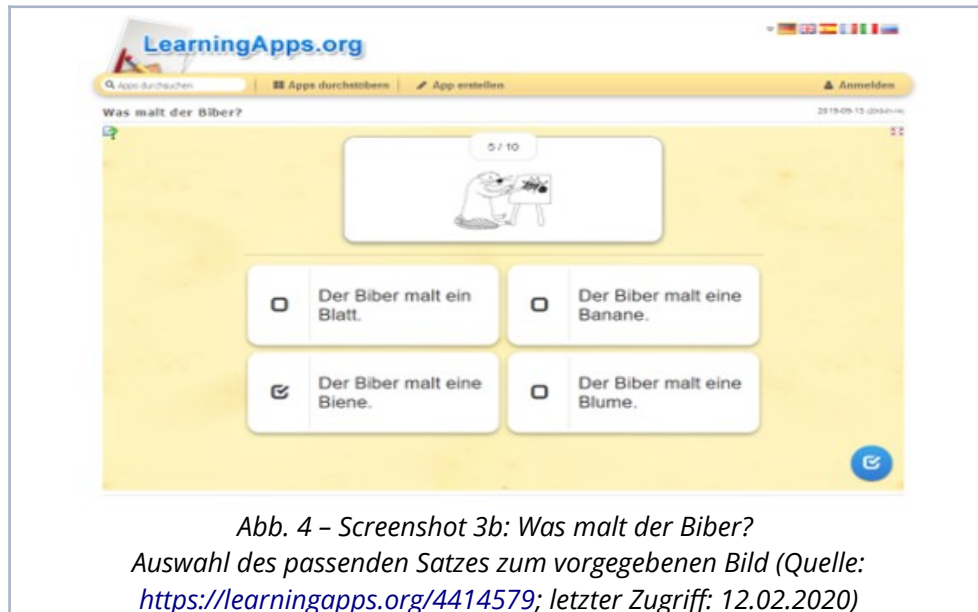 LearningApps.org
Apps durchsuchen
Apps durchstöbern
App erstellen
Anmelden
Was malt der Biber?
5 / 10
Der Biber malt ein
Blatt.
Der Biber malt eine
Banane.
Der Biber malt eine
Biene.
Der Biber malt eine
Blume.
Abb. 4 – Screenshot 3b: Was malt der Biber?
Auswahl des passenden Satzes zum vorgegebenen Bild (Quelle:
https://learningapps.org/4414579; letzter Zugriff: 12.02.2020)